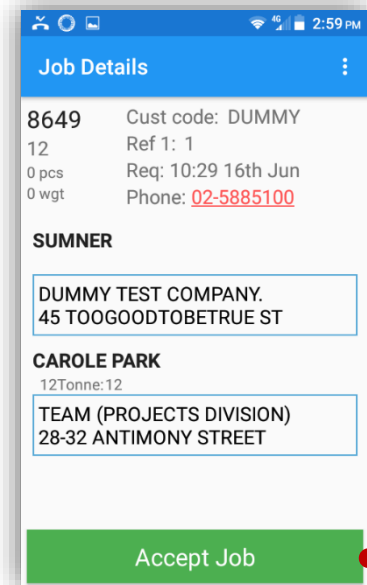 4G 2:59 PM
Job Details
8649
12
0 pcs
0 wgt
Cust code: DUMMY
Ref 1: 1
Req: 10:29 16th Jun
Phone: 02-5885100
SUMNER
DUMMY TEST COMPANY.
45 TOOGOODTOBETRUE ST
CAROLE PARK
12Tonne:12
TEAM (PROJECTS DIVISION)
28-32 ANTIMONY STREET
Accept Job